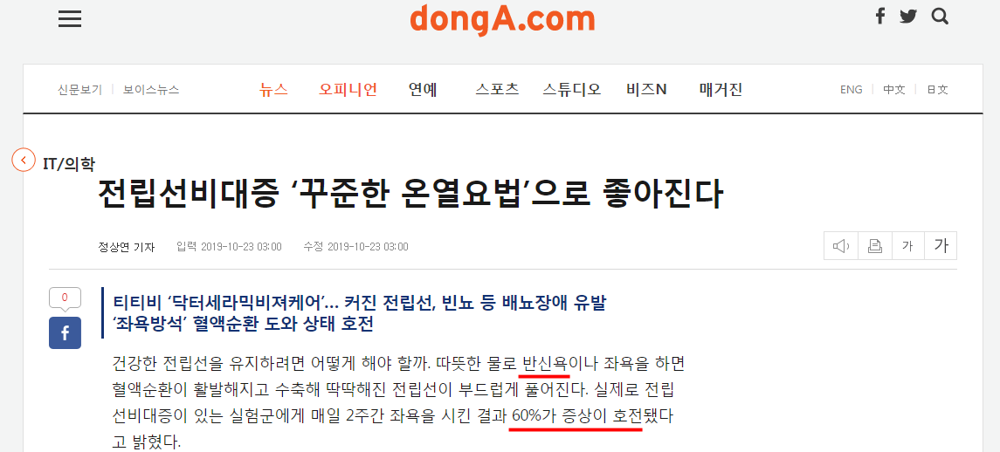 dongA.com
신문보기 보이스뉴스 뉴스 오피니언 연예 스포츠 스튜디오 비즈N 매거진 ENG 中文 日文
IT/의학
전립선비대증 ‘꾸준한 온열요법’으로 좋아진다
정상연 기자 입력 2019-10-23 03:00 수정 2019-10-23 03:00
가 가
0
티티비 ‘닥터세라믹비져케어’… 커진 전립선, 빈뇨 등 배뇨장애 유발
‘좌욕방석’ 혈액순환 도와 상태 호전
건강한 전립선을 유지하려면 어떻게 해야 할까. 따뜻한 물로 반신욕이나 좌욕을 하면
혈액순환이 활발해지고 수축해 딱딱해진 전립선이 부드럽게 풀어진다. 실제로 전립
선비대증이 있는 실험군에게 매일 2주간 좌욕을 시킨 결과 60%가 증상이 호전됐다
고 밝혔다.